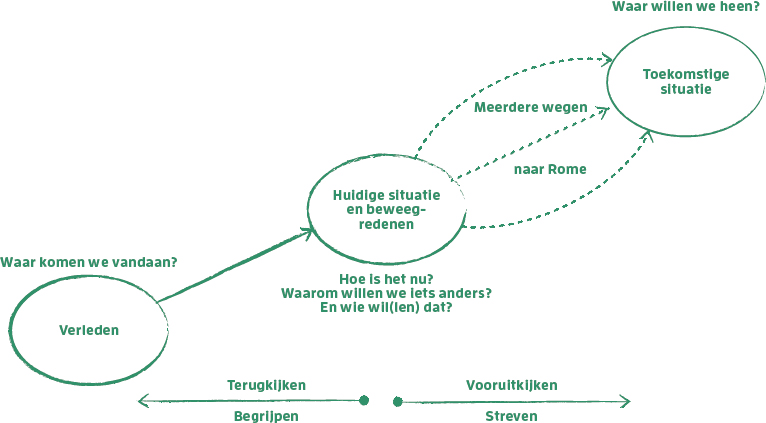 Waar willen we heen?
Toekomstige
situatie
Meerdere wegen
naar Rome
Huidige situatie
en beweeg-
redenen
Waar komen we vandaan?
Hoe is het nu?
Waarom willen we iets anders?
En wie wil(len) dat?
Verleden
Terugkijken
Vooruitkijken
Begrijpen
Streven